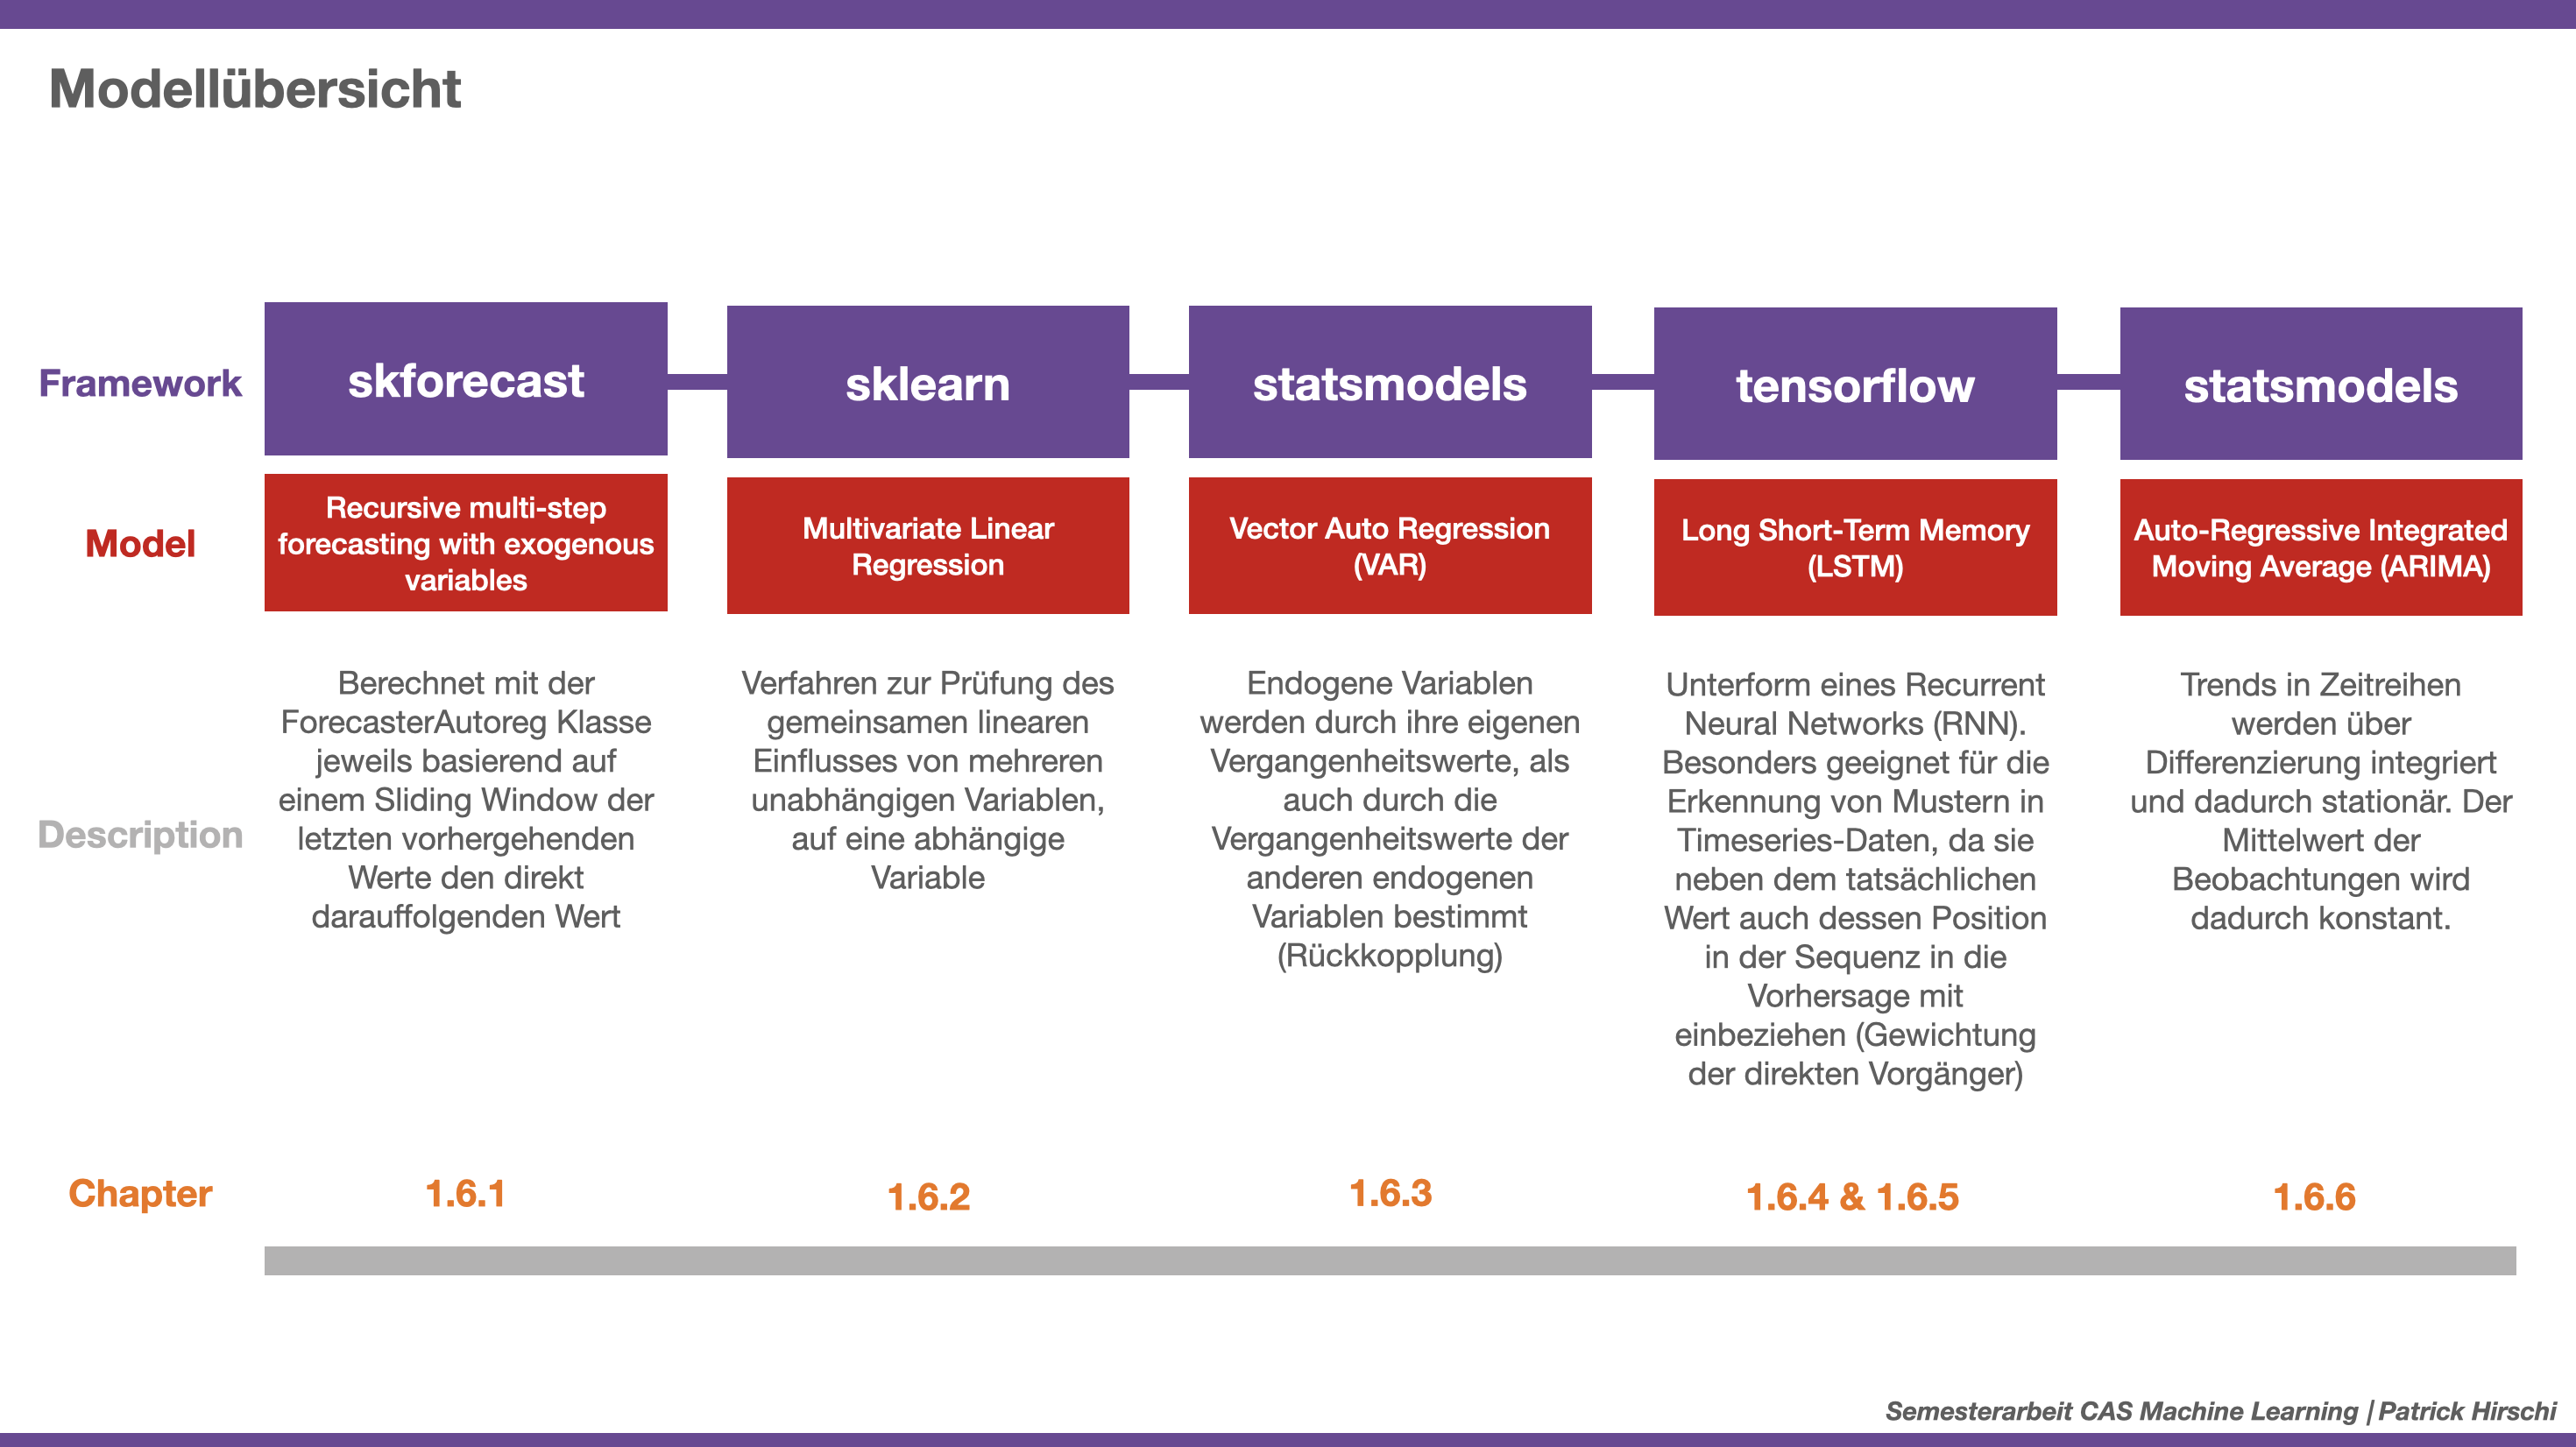 Modellübersicht
Framework
skforecast
sklearn
statsmodels
tensorflow
statsmodels
Model
Recursive multi-step
forecasting with exogenous
variables
Multivariate Linear
Regression
Vector Auto Regression
(VAR)
Long Short-Term Memory
(LSTM)
Auto-Regressive Integrated
Moving Average (ARIMA)
Description
Berechnet mit der
ForecasterAutoreg Klasse
jeweils basierend auf
einem Sliding Window der
letzten vorhergehenden
Werte den direkt
darauffolgenden Wert
Verfahren zur Prüfung des
gemeinsamen linearen
Einflusses von mehreren
unabhängigen Variablen,
auf eine abhängige
Variable
Endogene Variablen
werden durch ihre eigenen
Vergangenheitswerte, als
auch durch die
Vergangenheitswerte der
anderen endogenen
Variablen bestimmt
(Rückkopplung)
Unterform eines Recurrent
Neural Networks (RNN).
Besonders geeignet für die
Erkennung von Mustern in
Timeseries-Daten, da sie
neben dem tatsächlichen
Wert auch dessen Position
in der Sequenz in die
Vorhersage mit
einbeziehen (Gewichtung
der direkten Vorgänger)
Trends in Zeitreihen
werden über
Differenzierung integriert
und dadurch stationär. Der
Mittelwert der
Beobachtungen wird
dadurch konstant.
Chapter
1.6.1
1.6.2
1.6.3
1.6.4 & 1.6.5
1.6.6
Semesterarbeit CAS Machine Learning | Patrick Hirschi